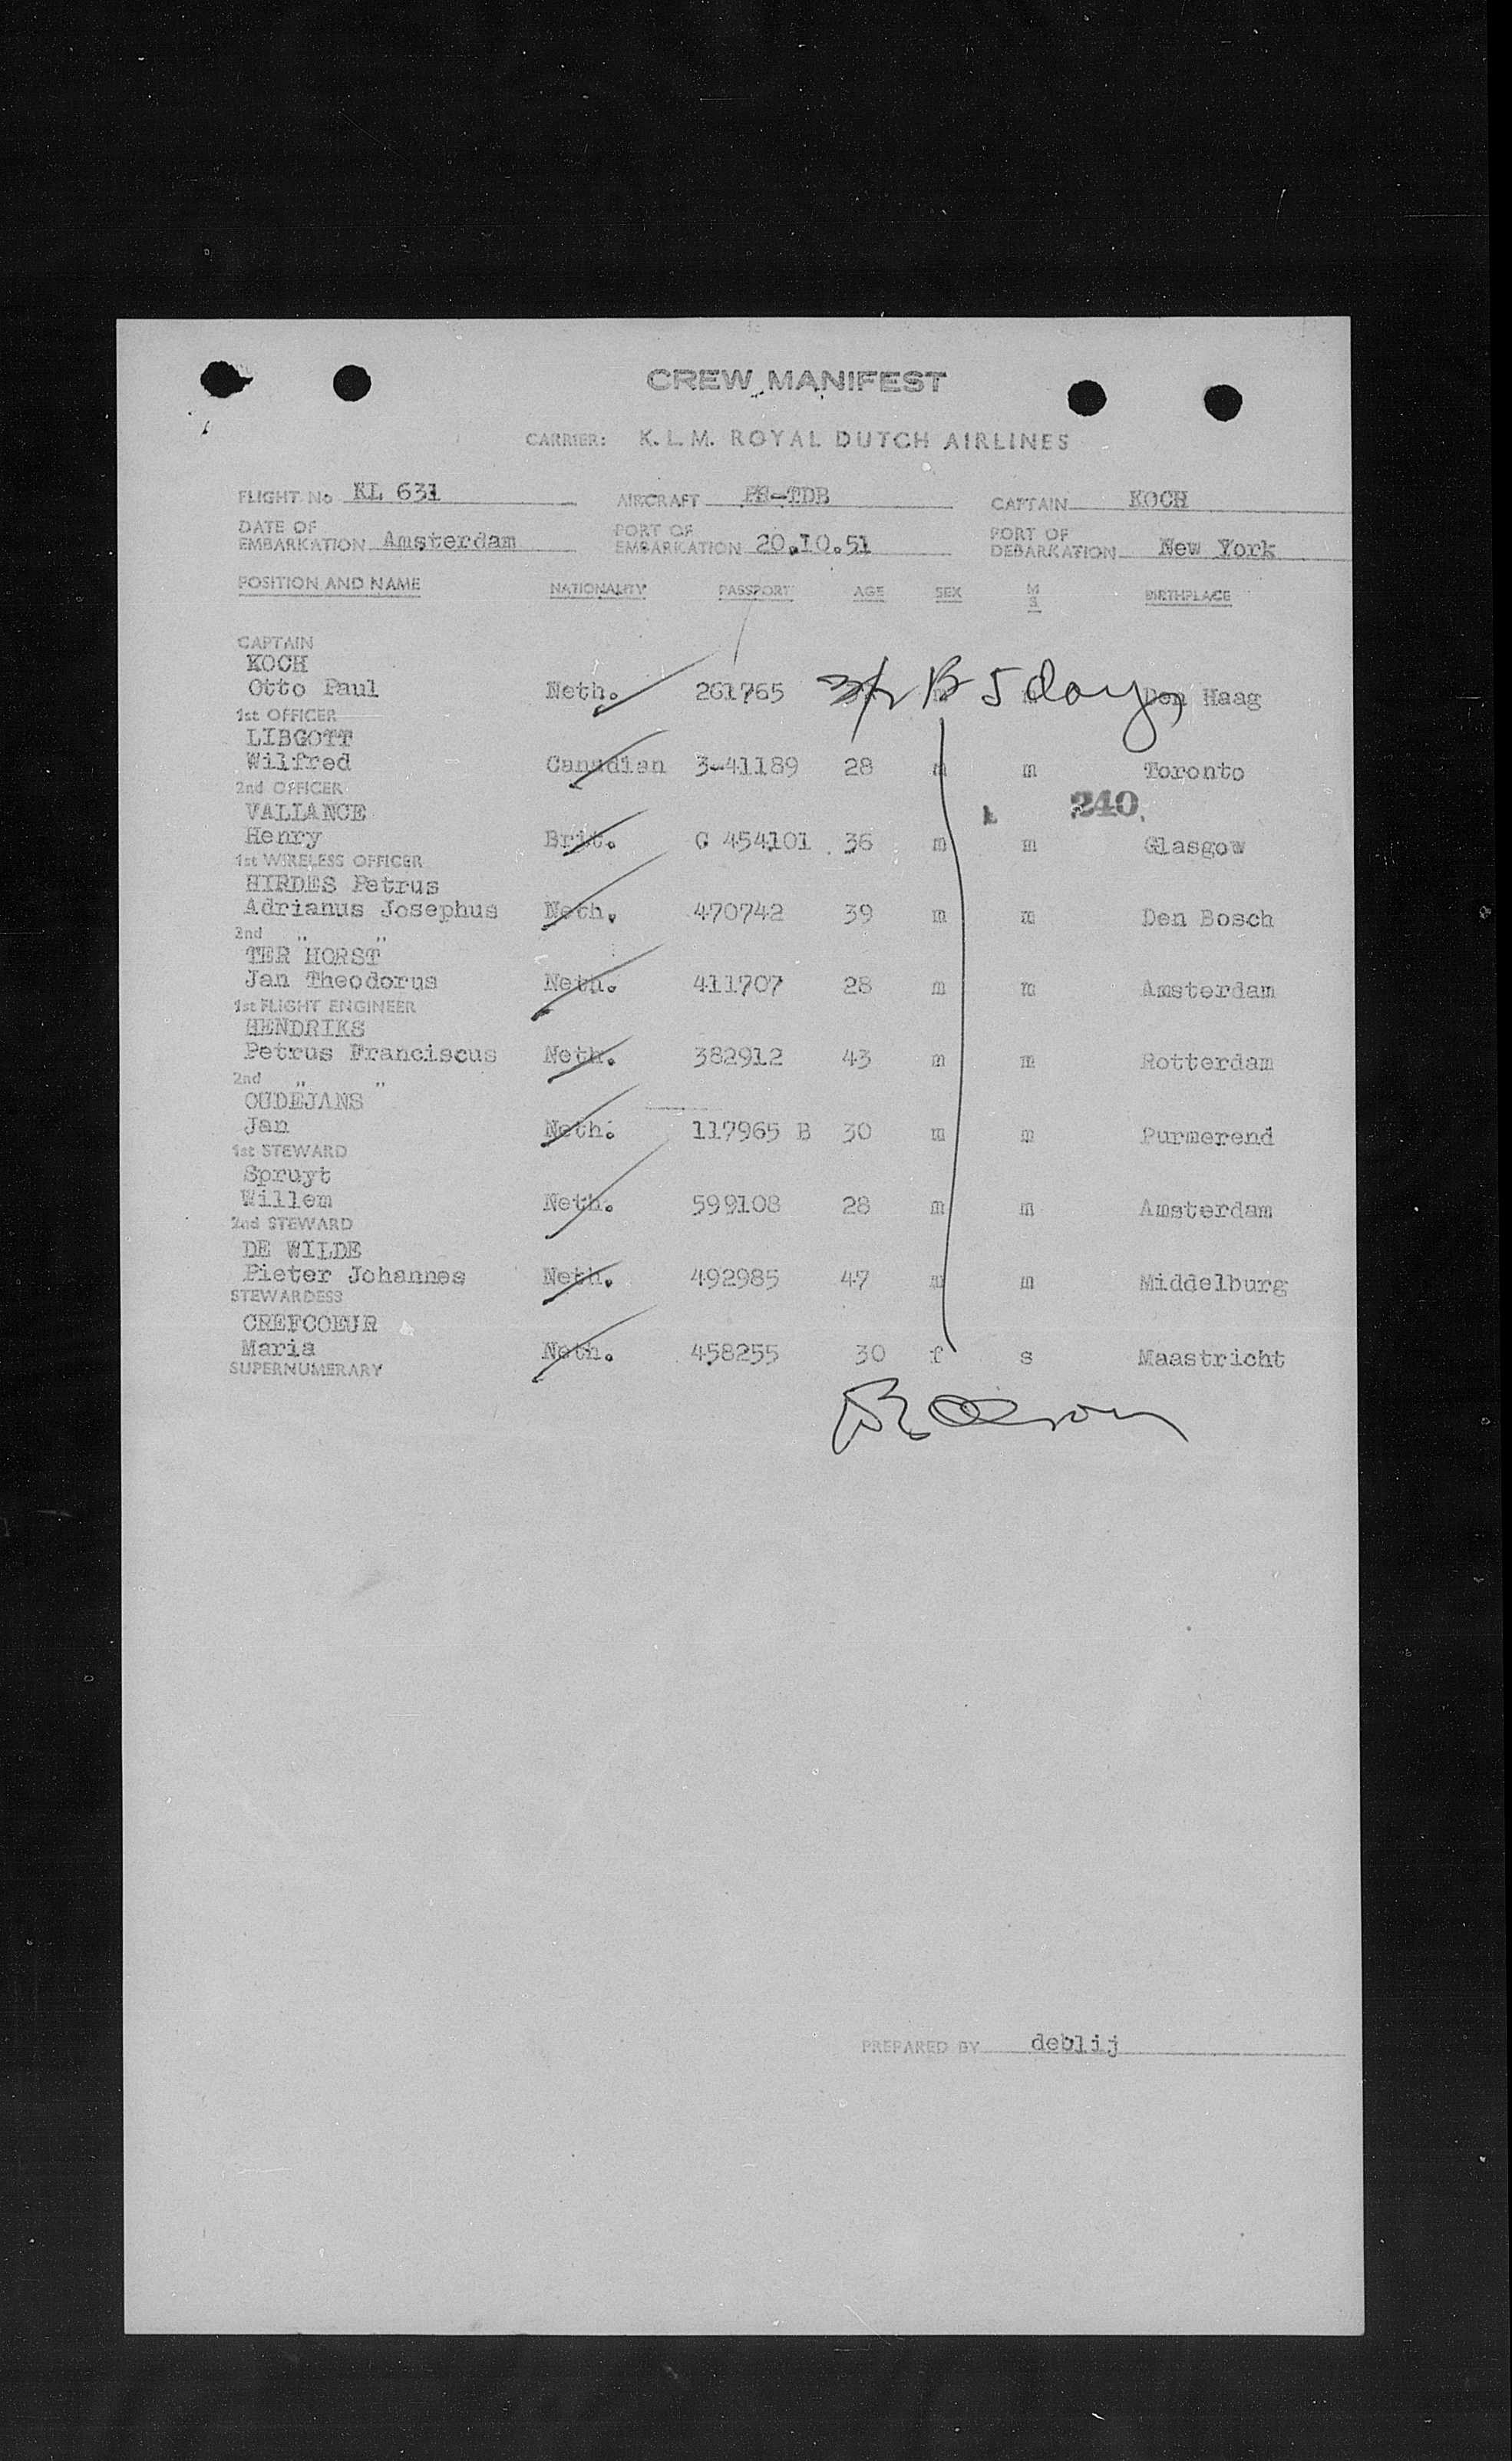 CREW MANIFEST
CARRIER: K. L. M. ROYAL DUTCH AIRLINES
FLIGHT No KL 631 AIRCRAFT PH-TDB CAPTAIN KOCH
DATE OF EMBARKATION Amsterdam PORT OF EMBARKATION 20.10.51 PORT OF DEBARKATION New York
POSITION AND NAME NATIONALITY PASSPORT AGE SEX M S BIRTHPLACE
CAPTAIN
KOCH
Otto Paul Neth. 261765 B 5 days Den Haag
1st OFFICER
LIBGOTT
Wilfred Canadian 3-41189 28 m m Toronto
2nd OFFICER
240
VALLANCE
Henry Brit. C 454101 36 m m Glasgow
1st WIRELESS OFFICER
HIRDES Petrus
Adrianus Josephus Neth. 470742 39 m m Den Bosch
2nd " "
TER HORST
Jan Theodorus Neth. 411707 28 m m Amsterdam
1st FLIGHT ENGINEER
HENDRIKS
Petrus Franciscus Neth. 382912 43 m m Rotterdam
2nd " "
OUDEJANS
Jan Neth. 117965 B 30 m m Purmerend
1st STEWARD
Spruyt
Willem Neth. 599108 28 m m Amsterdam
2nd STEWARD
DE WILDE
Pieter Johannes Neth. 492985 47 m m Middelburg
STEWARDESS
CREFCOEUR
Maria Neth. 458255 30 f s Maastricht
SUPERNUMERARY
PREPARED BY deblij